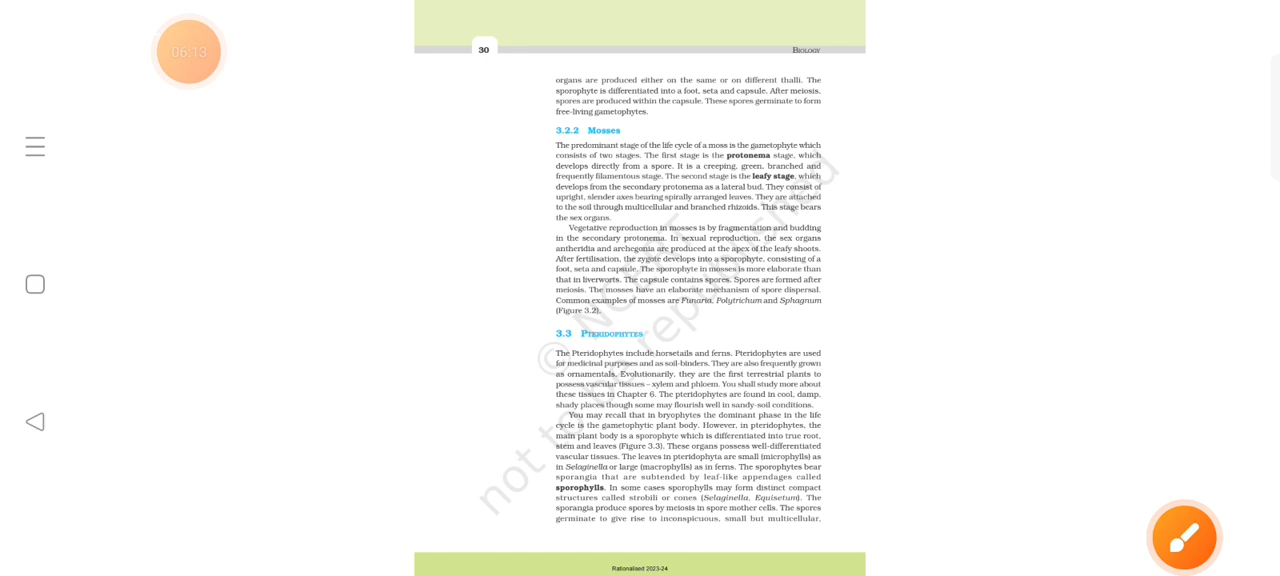 06:13
30
Biology
organs are produced either on the same or on different thalli. The
sporophyte is differentiated into a foot, seta and capsule. After meiosis,
spores are produced within the capsule. These spores germinate to form
free-living gametophytes.
3.2.2 Mosses
The predominant stage of the life cycle of a moss is the gametophyte which
consists of two stages. The first stage is the protonema stage, which
develops directly from a spore. It is a creeping, green, branched and
frequently filamentous stage. The second stage is the leafy stage, which
develops from the secondary protonema as a lateral bud. They consist of
upright, slender axes bearing spirally arranged leaves. They are attached
to the soil through multicellular and branched rhizoids. This stage bears
the sex organs.
Vegetative reproduction in mosses is by fragmentation and budding
in the secondary protonema. In sexual reproduction, the sex organs
antheridia and archegonia are produced at the apex of the leafy shoots.
After fertilisation, the zygote develops into a sporophyte, consisting of a
foot, seta and capsule. The sporophyte in mosses is more elaborate than
that in liverworts. The capsule contains spores. Spores are formed after
meiosis. The mosses have an elaborate mechanism of spore dispersal.
Common examples of mosses are Funaria, Polytrichum and Sphagnum
(Figure 3.2).
3.3 Pteridophytes
The Pteridophytes include horsetails and ferns. Pteridophytes are used
for medicinal purposes and as soil-binders. They are also frequently grown
as ornamentals. Evolutionarily, they are the first terrestrial plants to
possess vascular tissues – xylem and phloem. You shall study more about
these tissues in Chapter 6. The pteridophytes are found in cool, damp,
shady places though some may flourish well in sandy-soil conditions.
You may recall that in bryophytes the dominant phase in the life
cycle is the gametophytic plant body. However, in pteridophytes, the
main plant body is a sporophyte which is differentiated into true root,
stem and leaves (Figure 3.3). These organs possess well-differentiated
vascular tissues. The leaves in pteridophyta are small (microphylls) as
in Selaginella or large (macrophylls) as in ferns. The sporophytes bear
sporangia that are subtended by leaf-like appendages called
sporophylls. In some cases sporophylls may form distinct compact
structures called strobili or cones (Selaginella, Equisetum). The
sporangia produce spores by meiosis in spore mother cells. The spores
germinate to give rise to inconspicuous, small but multicellular,
© NCERT
not to be republished
Rationalised 2023-24